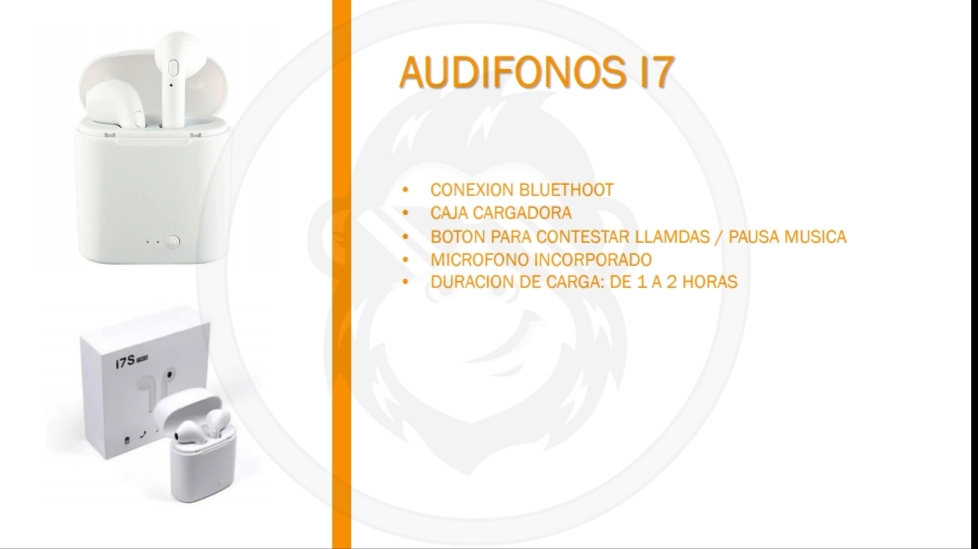 AUDIFONOS I7
• CONEXION BLUETHOOT
• CAJA CARGADORA
• BOTON PARA CONTESTAR LLAMDAS / PAUSA MUSICA
• MICROFONO INCORPORADO
• DURACION DE CARGA: DE 1 A 2 HORAS
i7S